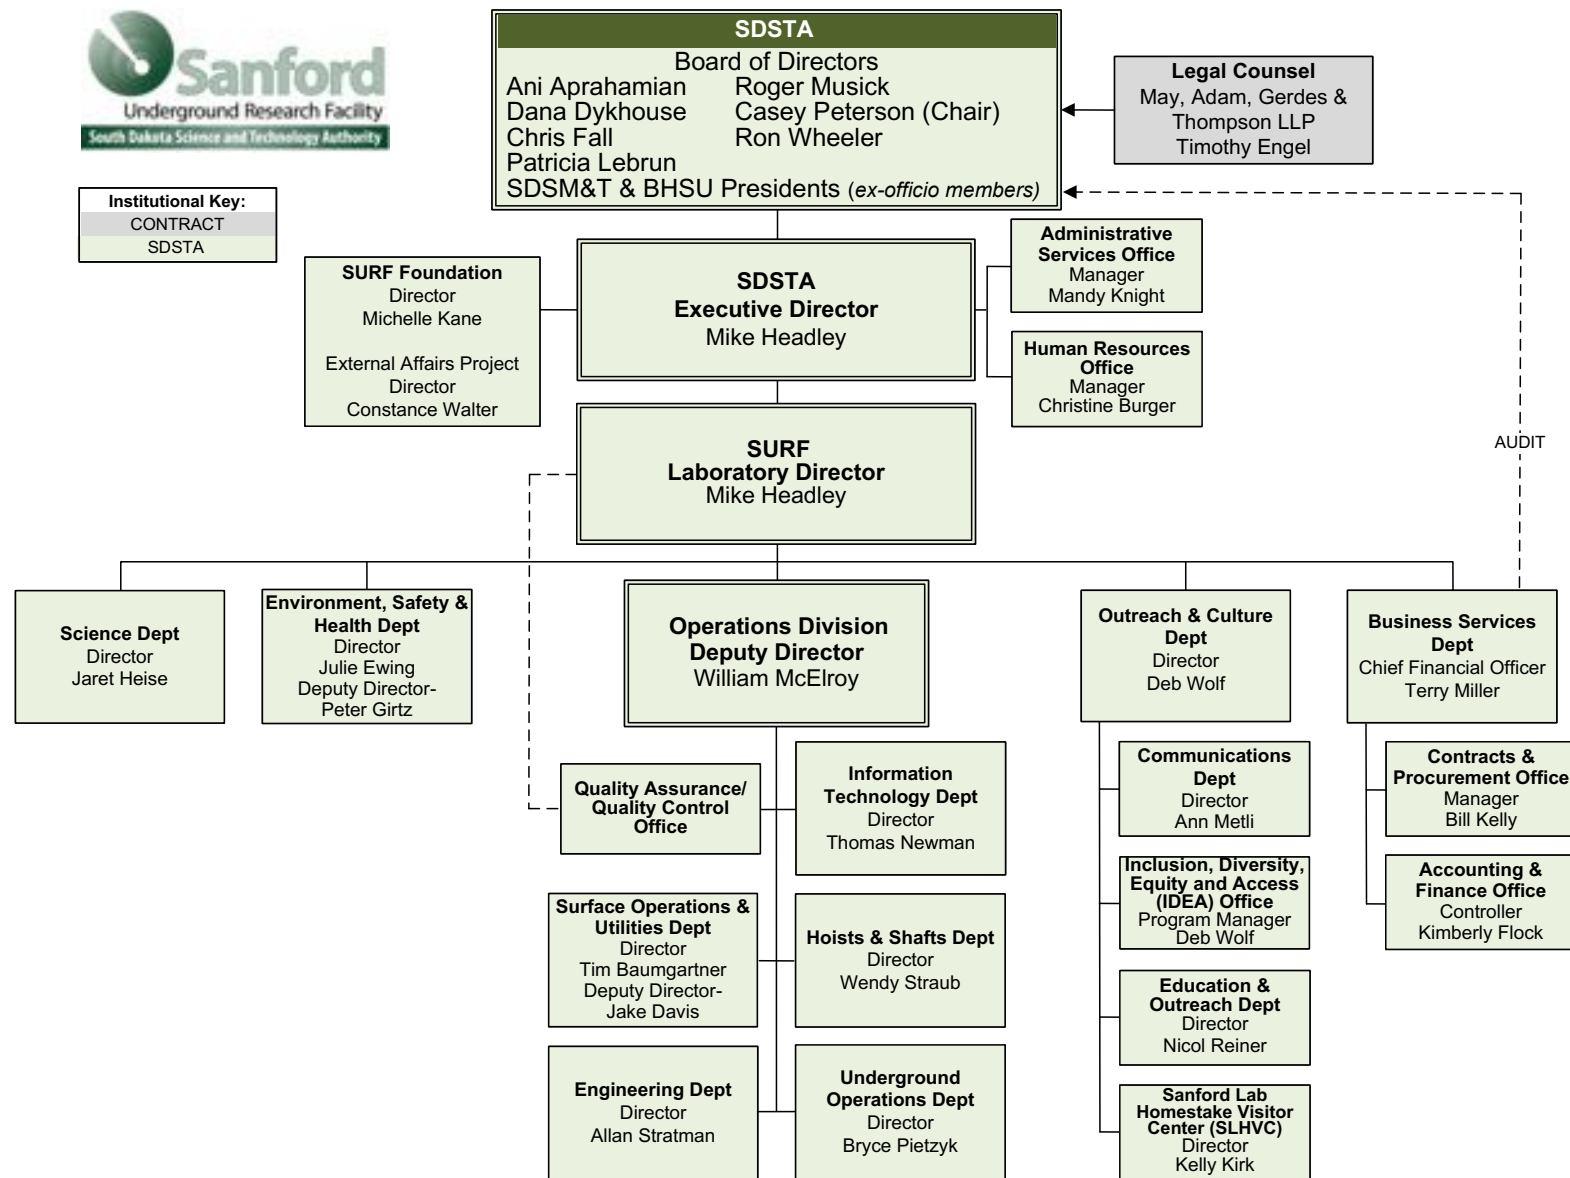 Sanford
Underground Research Facility
South Dakota Science and Technology Authority
Institutional Key:
CONTRACT
SDSTA
SDSTA
Board of Directors
Ani Aprahamian Roger Musick
Dana Dykhouse Casey Peterson (Chair)
Chris Fall Ron Wheeler
Patricia Lebrun
SDSM&T & BHSU Presidents (ex-officio members)
Legal Counsel
May, Adam, Gerdes &
Thompson LLP
Timothy Engel
SURF Foundation
Director
Michelle Kane
External Affairs Project
Director
Constance Walter
SDSTA
Executive Director
Mike Headley
Administrative
Services Office
Manager
Mandy Knight
Human Resources
Office
Manager
Christine Burger
SURF
Laboratory Director
Mike Headley
AUDIT
Science Dept
Director
Jaret Heise
Environment, Safety &
Health Dept
Director
Julie Ewing
Deputy Director-
Peter Girtz
Operations Division
Deputy Director
William McElroy
Outreach & Culture
Dept
Director
Deb Wolf
Business Services
Dept
Chief Financial Officer
Terry Miller
Quality Assurance/
Quality Control
Office
Information
Technology Dept
Director
Thomas Newman
Surface Operations &
Utilities Dept
Director
Tim Baumgartner
Deputy Director-
Jake Davis
Hoists & Shafts Dept
Director
Wendy Straub
Engineering Dept
Director
Allan Stratman
Underground
Operations Dept
Director
Bryce Pietzyk
Communications
Dept
Director
Ann Metli
Inclusion, Diversity,
Equity and Access
(IDEA) Office
Program Manager
Deb Wolf
Education &
Outreach Dept
Director
Nicol Reiner
Sanford Lab
Homestake Visitor
Center (SLHVC)
Director
Kelly Kirk
Contracts &
Procurement Office
Manager
Bill Kelly
Accounting &
Finance Office
Controller
Kimberly Flock